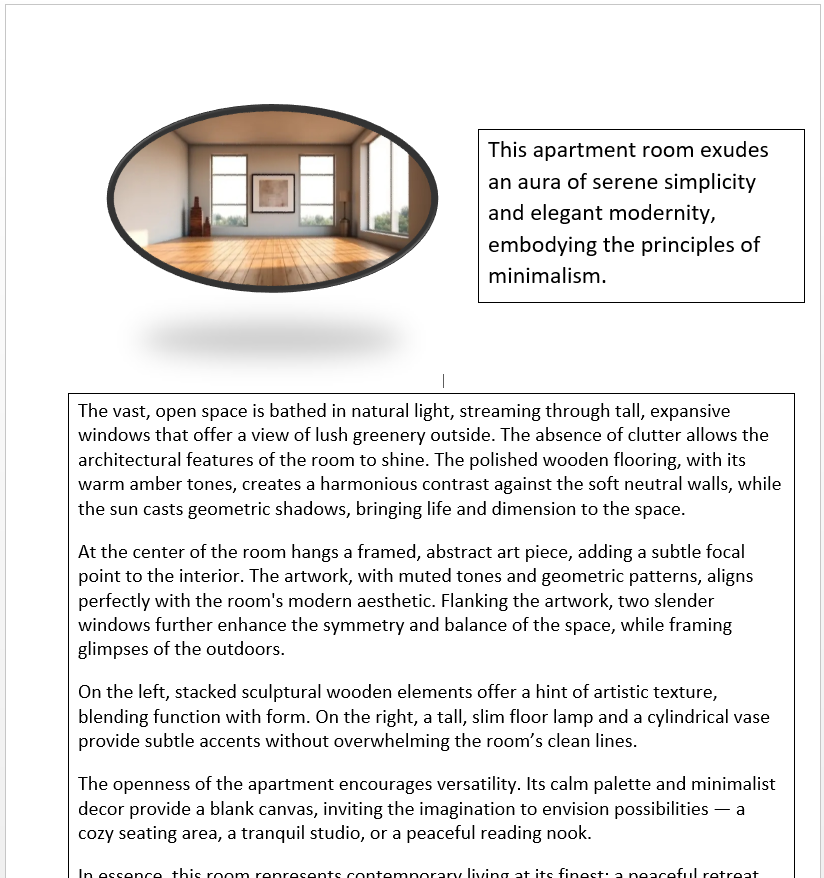 This apartment room exudes
an aura of serene simplicity
and elegant modernity,
embodying the principles of
minimalism.
The vast, open space is bathed in natural light, streaming through tall, expansive
windows that offer a view of lush greenery outside. The absence of clutter allows the
architectural features of the room to shine. The polished wooden flooring, with its
warm amber tones, creates a harmonious contrast against the soft neutral walls, while
the sun casts geometric shadows, bringing life and dimension to the space.
At the center of the room hangs a framed, abstract art piece, adding a subtle focal
point to the interior. The artwork, with muted tones and geometric patterns, aligns
perfectly with the room's modern aesthetic. Flanking the artwork, two slender
windows further enhance the symmetry and balance of the space, while framing
glimpses of the outdoors.
On the left, stacked sculptural wooden elements offer a hint of artistic texture,
blending function with form. On the right, a tall, slim floor lamp and a cylindrical vase
provide subtle accents without overwhelming the room’s clean lines.
The openness of the apartment encourages versatility. Its calm palette and minimalist
decor provide a blank canvas, inviting the imagination to envision possibilities — a
cozy seating area, a tranquil studio, or a peaceful reading nook.
In essence, this room represents contemporary living at its finest: a peaceful retreat